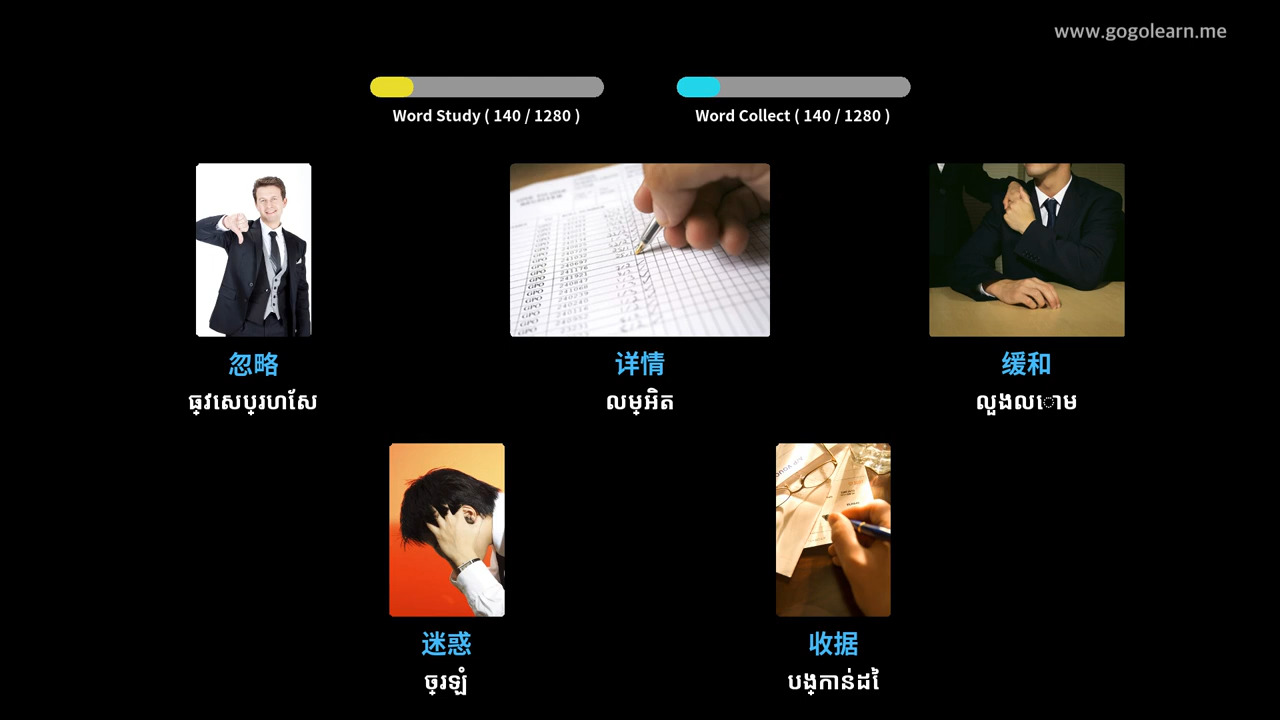 www.gogolearn.me
Word Study ( 140 / 1280 )
Word Collect ( 140 / 1280 )
忽略
ធ្វេសប្រហែស
详情
លម្អិត
缓和
លួងលោម
迷惑
ច្រឡំ
收据
បង្កាន់ដៃ